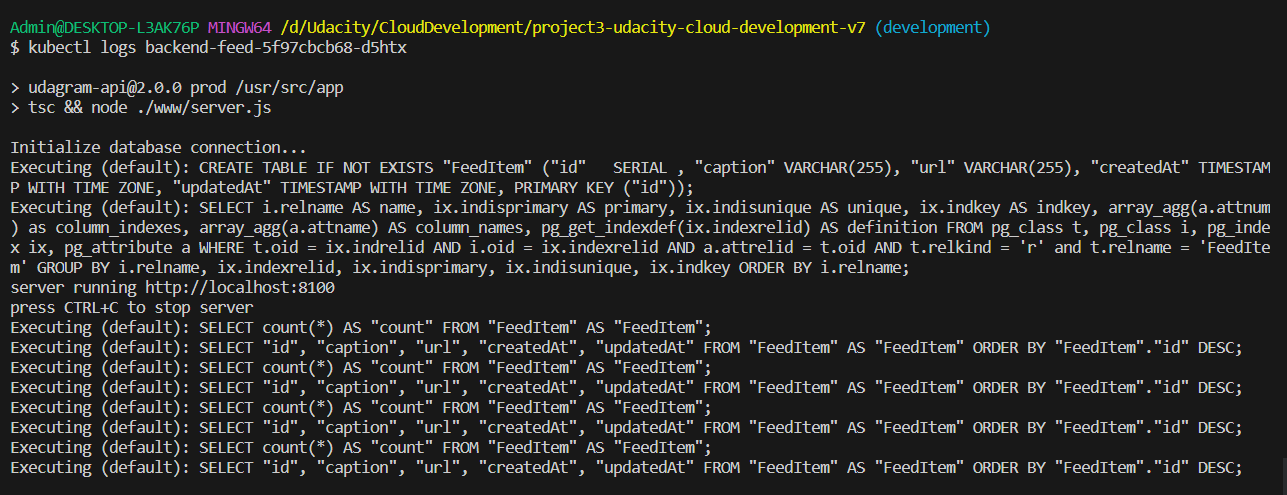 Admin@DESKTOP-L3AK76P MINGW64 /d/Udacity/CloudDevelopment/project3-udacity-cloud-development-v7 (development)
$ kubectl logs backend-feed-5f97cbcb68-d5htx
> udagram-api@2.0.0 prod /usr/src/app
> tsc && node ./www/server.js
Initialize database connection...
Executing (default): CREATE TABLE IF NOT EXISTS "FeedItem" ("id"   SERIAL , "caption" VARCHAR(255), "url" VARCHAR(255), "createdAt" TIMESTAM
P WITH TIME ZONE, "updatedAt" TIMESTAMP WITH TIME ZONE, PRIMARY KEY ("id"));
Executing (default): SELECT i.relname AS name, ix.indisprimary AS primary, ix.indisunique AS unique, ix.indkey AS indkey, array_agg(a.attnum
) as column_indexes, array_agg(a.attname) AS column_names, pg_get_indexdef(ix.indexrelid) AS definition FROM pg_class t, pg_class i, pg_inde
x ix, pg_attribute a WHERE t.oid = ix.indrelid AND i.oid = ix.indexrelid AND a.attrelid = t.oid AND t.relkind = 'r' and t.relname = 'FeedIte
m' GROUP BY i.relname, ix.indexrelid, ix.indisprimary, ix.indisunique, ix.indkey ORDER BY i.relname;
server running http://localhost:8100
press CTRL+C to stop server
Executing (default): SELECT count(*) AS "count" FROM "FeedItem" AS "FeedItem";
Executing (default): SELECT "id", "caption", "url", "createdAt", "updatedAt" FROM "FeedItem" AS "FeedItem" ORDER BY "FeedItem"."id" DESC;
Executing (default): SELECT count(*) AS "count" FROM "FeedItem" AS "FeedItem";
Executing (default): SELECT "id", "caption", "url", "createdAt", "updatedAt" FROM "FeedItem" AS "FeedItem" ORDER BY "FeedItem"."id" DESC;
Executing (default): SELECT count(*) AS "count" FROM "FeedItem" AS "FeedItem";
Executing (default): SELECT "id", "caption", "url", "createdAt", "updatedAt" FROM "FeedItem" AS "FeedItem" ORDER BY "FeedItem"."id" DESC;
Executing (default): SELECT count(*) AS "count" FROM "FeedItem" AS "FeedItem";
Executing (default): SELECT "id", "caption", "url", "createdAt", "updatedAt" FROM "FeedItem" AS "FeedItem" ORDER BY "FeedItem"."id" DESC;